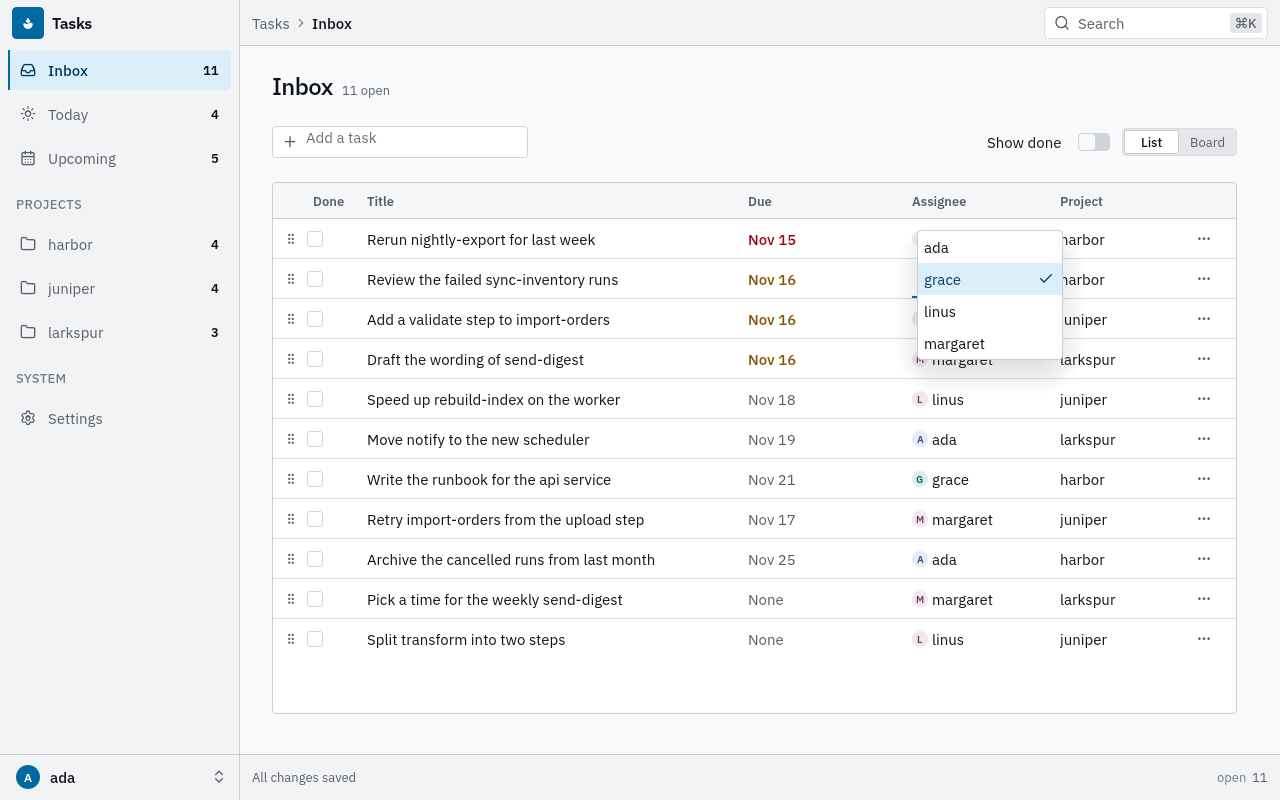 Tasks
Inbox 11
Today 4
Upcoming 5
PROJECTS
harbor 4
juniper 4
larkspur 3
SYSTEM
Settings
A ada
Tasks > Inbox
Search ⌘K
Inbox 11 open
Add a task
Show done List Board
Done Title Due Assignee Project
Rerun nightly-export for last week Nov 15 harbor
Review the failed sync-inventory runs Nov 16 harbor
Add a validate step to import-orders Nov 16 juniper
Draft the wording of send-digest Nov 16 M margaret larkspur
Speed up rebuild-index on the worker Nov 18 L linus juniper
Move notify to the new scheduler Nov 19 A ada larkspur
Write the runbook for the api service Nov 21 G grace harbor
Retry import-orders from the upload step Nov 17 M margaret juniper
Archive the cancelled runs from last month Nov 25 A ada harbor
Pick a time for the weekly send-digest None M margaret larkspur
Split transform into two steps None L linus juniper
ada
grace
linus
margaret
All changes saved
open 11